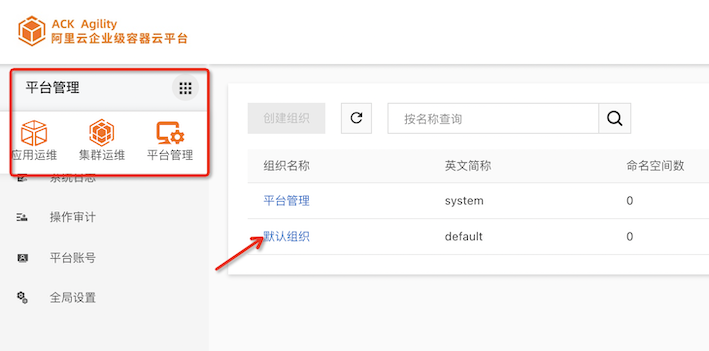 ACK Agility
阿里云企业级容器云平台
平台管理
应用运维 集群运维 平台管理
系统日志
操作审计
平台账号
全局设置
创建组织 按名称查询
组织名称 英文简称 命名空间数
平台管理 system 0
默认组织 default 0